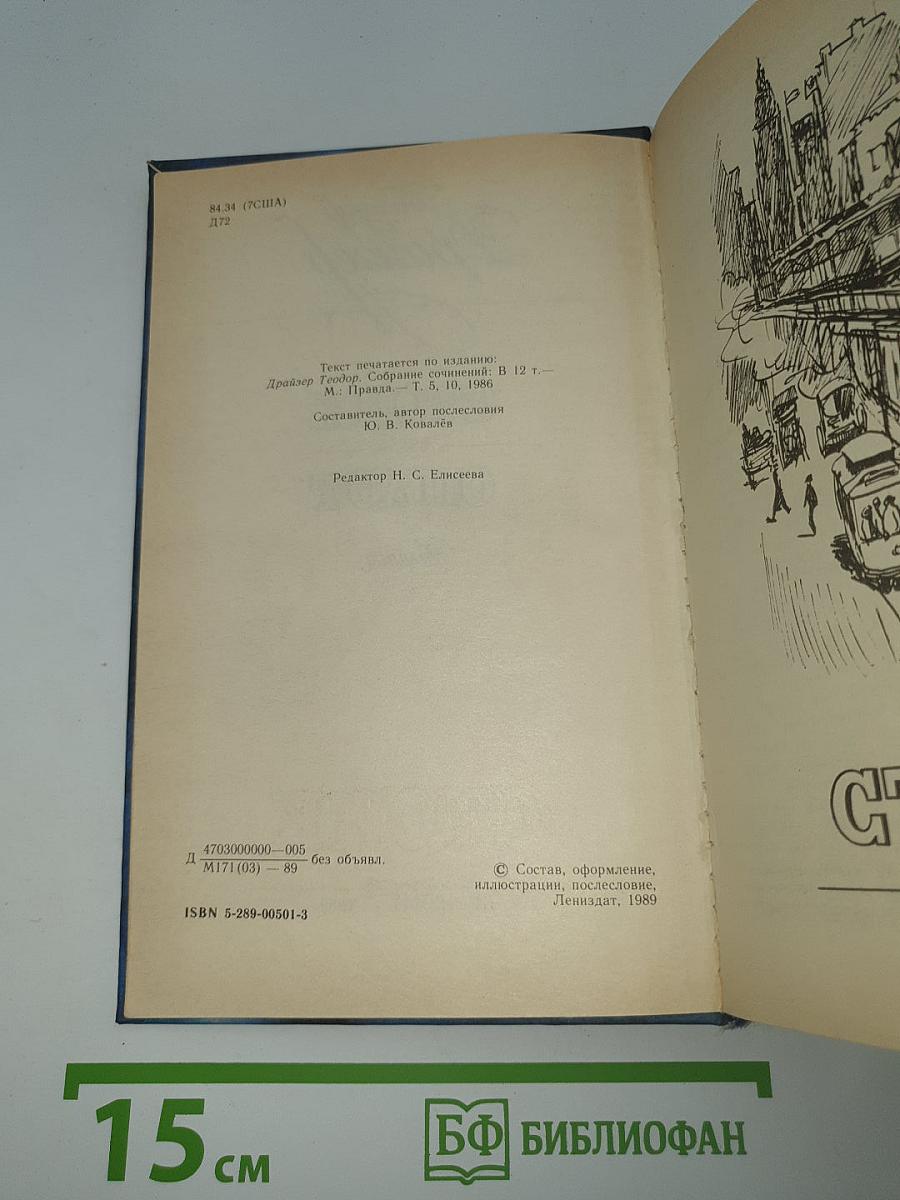 84.34 (7США)
Д72
Текст печатается по изданию:
Драйзер Теодор. Собрание сочинений: В 12 т.—
М.: Правда.— Т. 5, 10, 1986
Составитель, автор послесловия
Ю. В. Ковалёв
Редактор Н. С. Елисеева
Д 4703000000—005 без объявл.
М171(03) — 89
ISBN 5-289-00501-3
© Состав, оформление,
иллюстрации, послесловие,
Лениздат, 1989
СТ
15 см
БФ БИБЛИОФАН